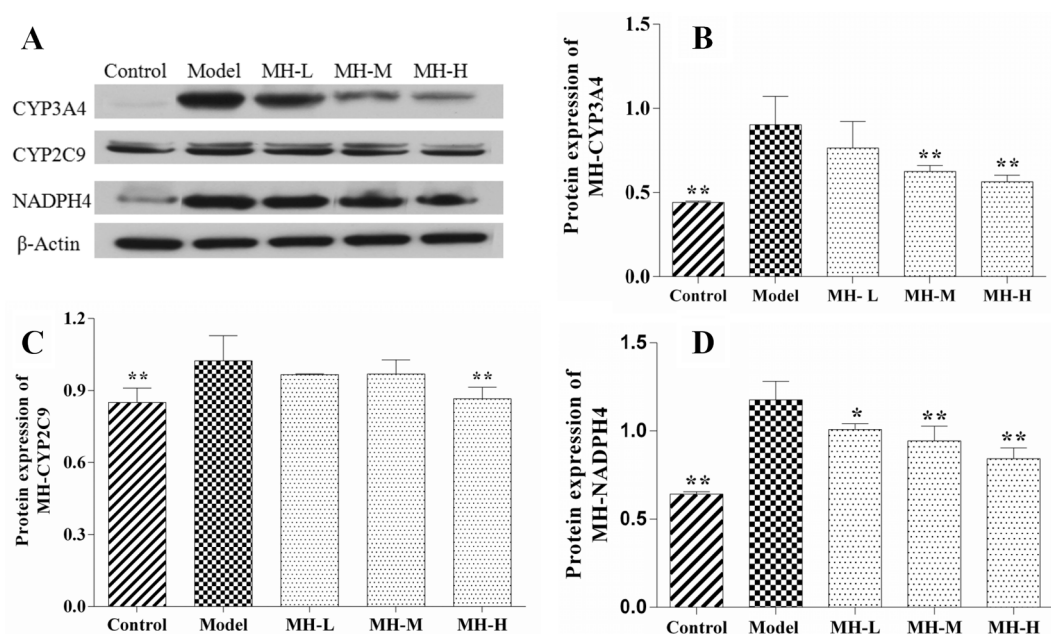 A
Control Model MH-L MH-M MH-H
CYP3A4
CYP2C9
NADPH4
β-Actin
B
Protein expression of
MH-CYP3A4
1.5
1.0
0.5
0.0
**
**
**
Control Model MH- L MH-M MH-H
C
Protein expression of
MH-CYP2C9
1.2
0.9
0.6
0.3
0.0
**
**
Control Model MH-L MH-M MH-H
D
Protein expression of
MH-NADPH4
1.5
1.0
0.5
0.0
**
*
**
**
Control Model MH-L MH-M MH-H